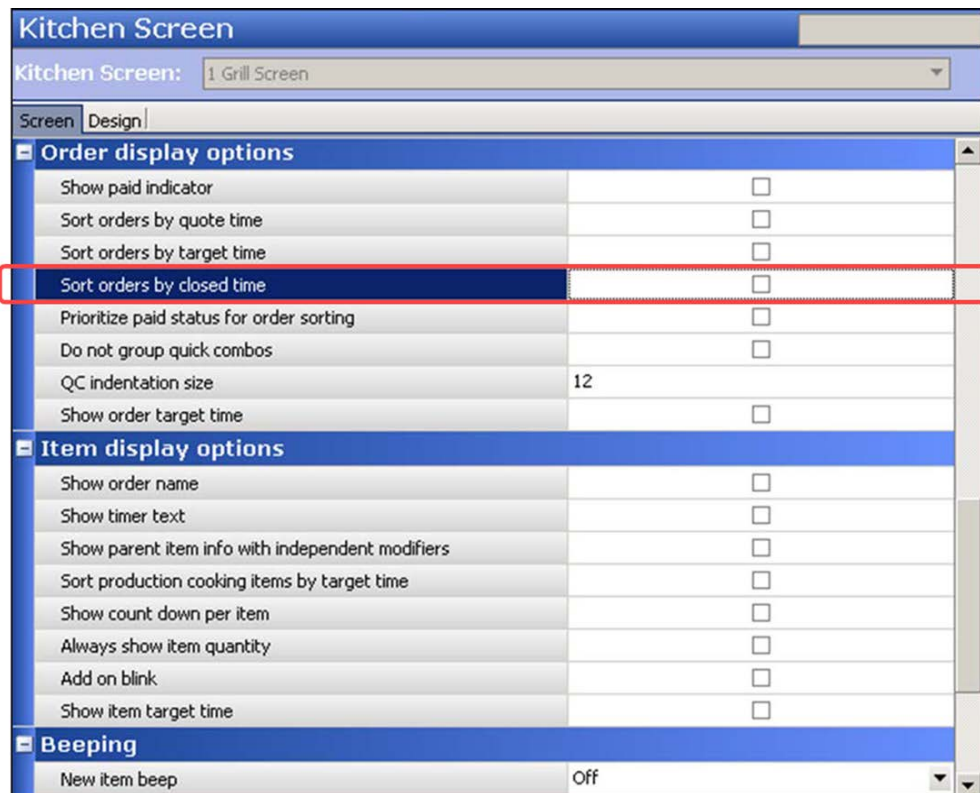 Kitchen Screen
Kitchen Screen: 1 Grill Screen
Screen Design
Order display options
Show paid indicator
Sort orders by quote time
Sort orders by target time
Sort orders by closed time
Prioritize paid status for order sorting
Do not group quick combos
QC indentation size 12
Show order target time
Item display options
Show order name
Show timer text
Show parent item info with independent modifiers
Sort production cooking items by target time
Show count down per item
Always show item quantity
Add on blink
Show item target time
Beeping
New item beep Off